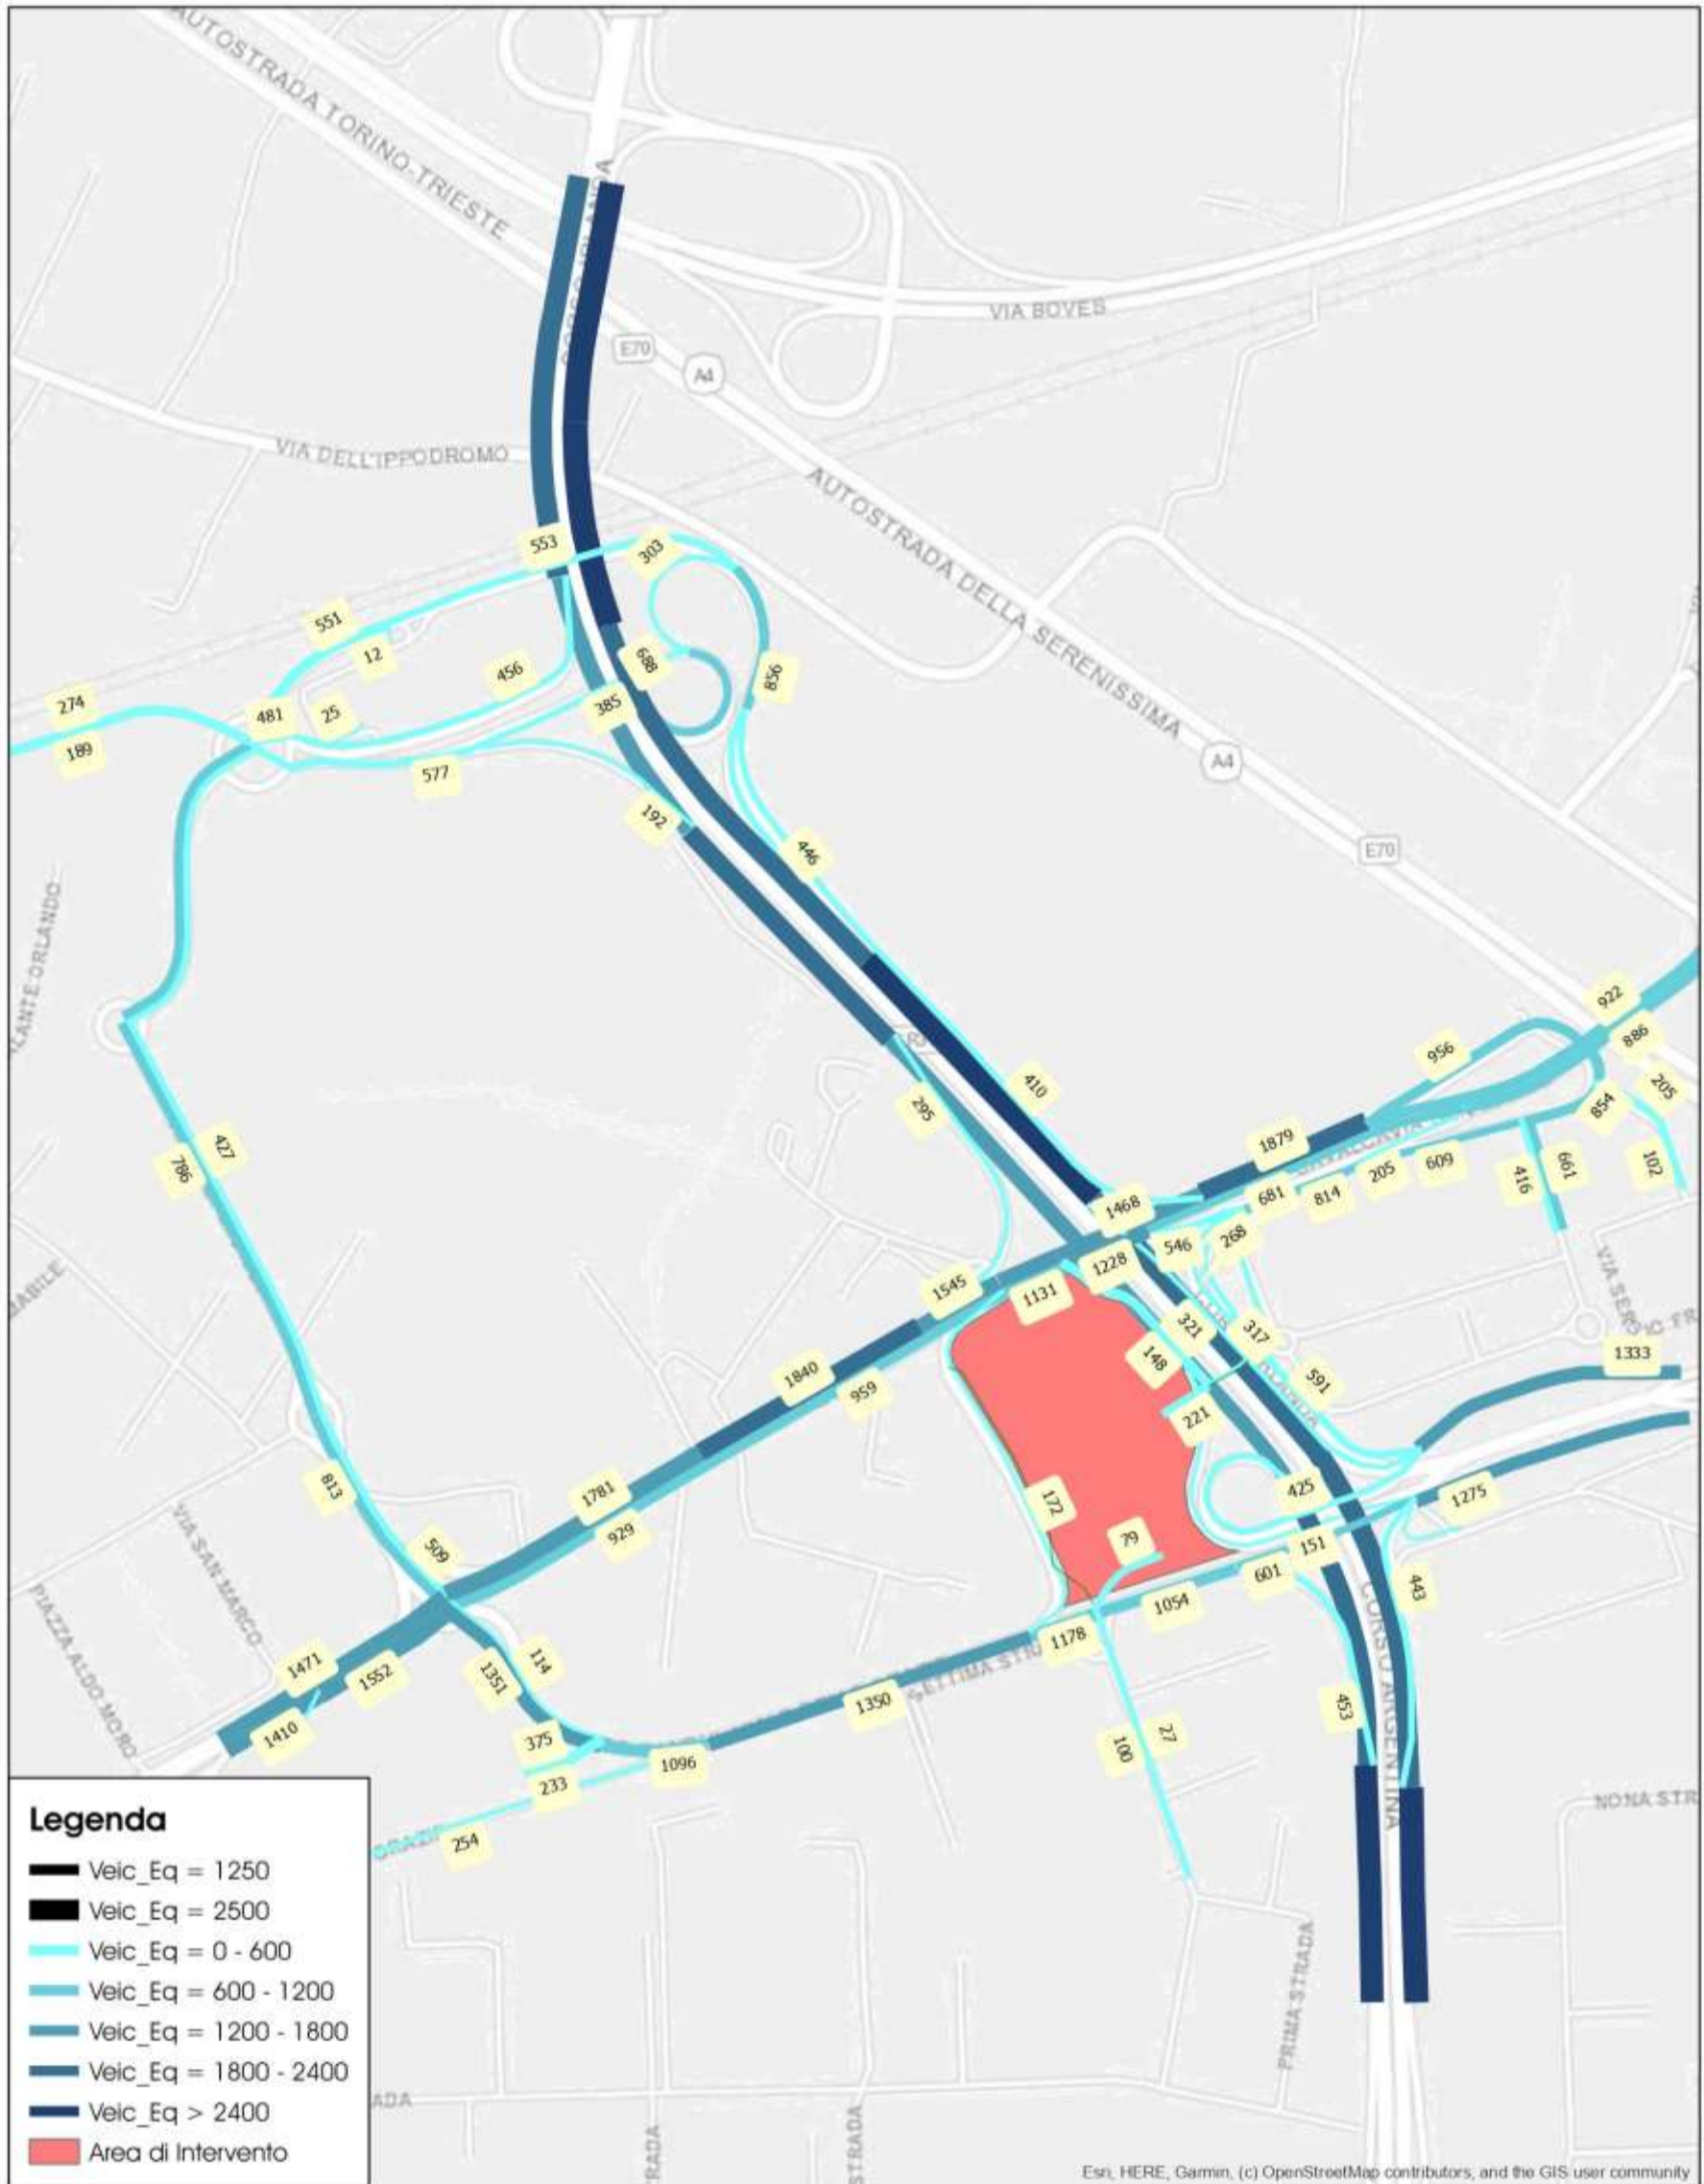 AUTOSTRADA TORINO-TRIESTE
VIA BOVES
E70
A4
VIA DELL'IPPODROMO
AUTOSTRADA DELLA SERENISSIMA
553
303
551
12
456
688
856
274
481
25
385
189
577
A4
192
446
E70
922
886
956
410
205
295
854
427
786
1879
609
205
661
102
416
814
681
1468
268
546
1228
1545
1131
VIA SER
321
317
1333
148
1840
959
591
221
813
1781
172
425
1275
929
VIA SAN MARCO
509
79
151
601
443
PIAZZA ALDO MORO
1054
1178
114
1471
1351
1552
SETTIMA STR
CORSO ARGENTINA
1350
453
1410
375
27
100
1096
233
254
NONA STR
PRIMA STRADA
ADA
RADA
STRADA
Legenda
Veic_Eq = 1250
Veic_Eq = 2500
Veic_Eq = 0 - 600
Veic_Eq = 600 - 1200
Veic_Eq = 1200 - 1800
Veic_Eq = 1800 - 2400
Veic_Eq > 2400
Area di Intervento
Esri, HERE, Garmin, (c) OpenStreetMap contributors, and the GIS user community